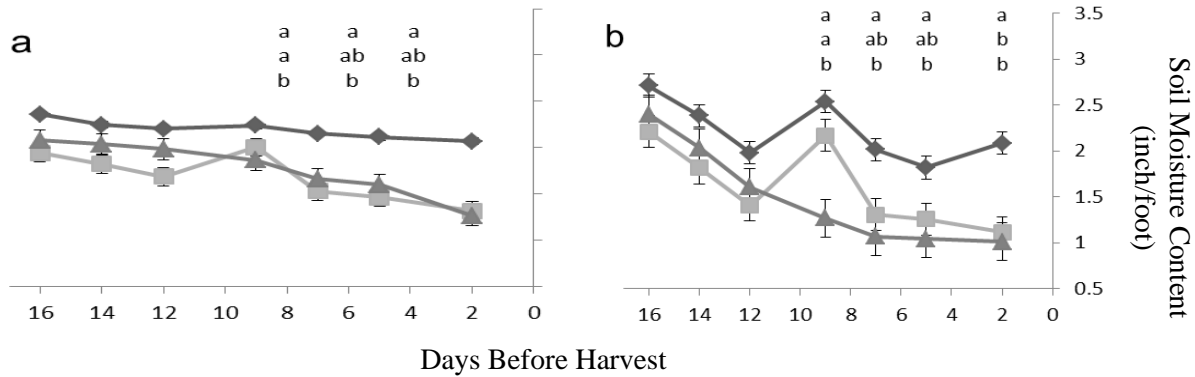 a
a a a
a ab ab
b b b
16 14 12 10 8 6 4 2 0
b
a a a a
a ab ab b
b b b b
3.5
3
2.5
2
1.5
1
0.5
16 14 12 10 8 6 4 2 0
Soil Moisture Content
(inch/foot)
Days Before Harvest